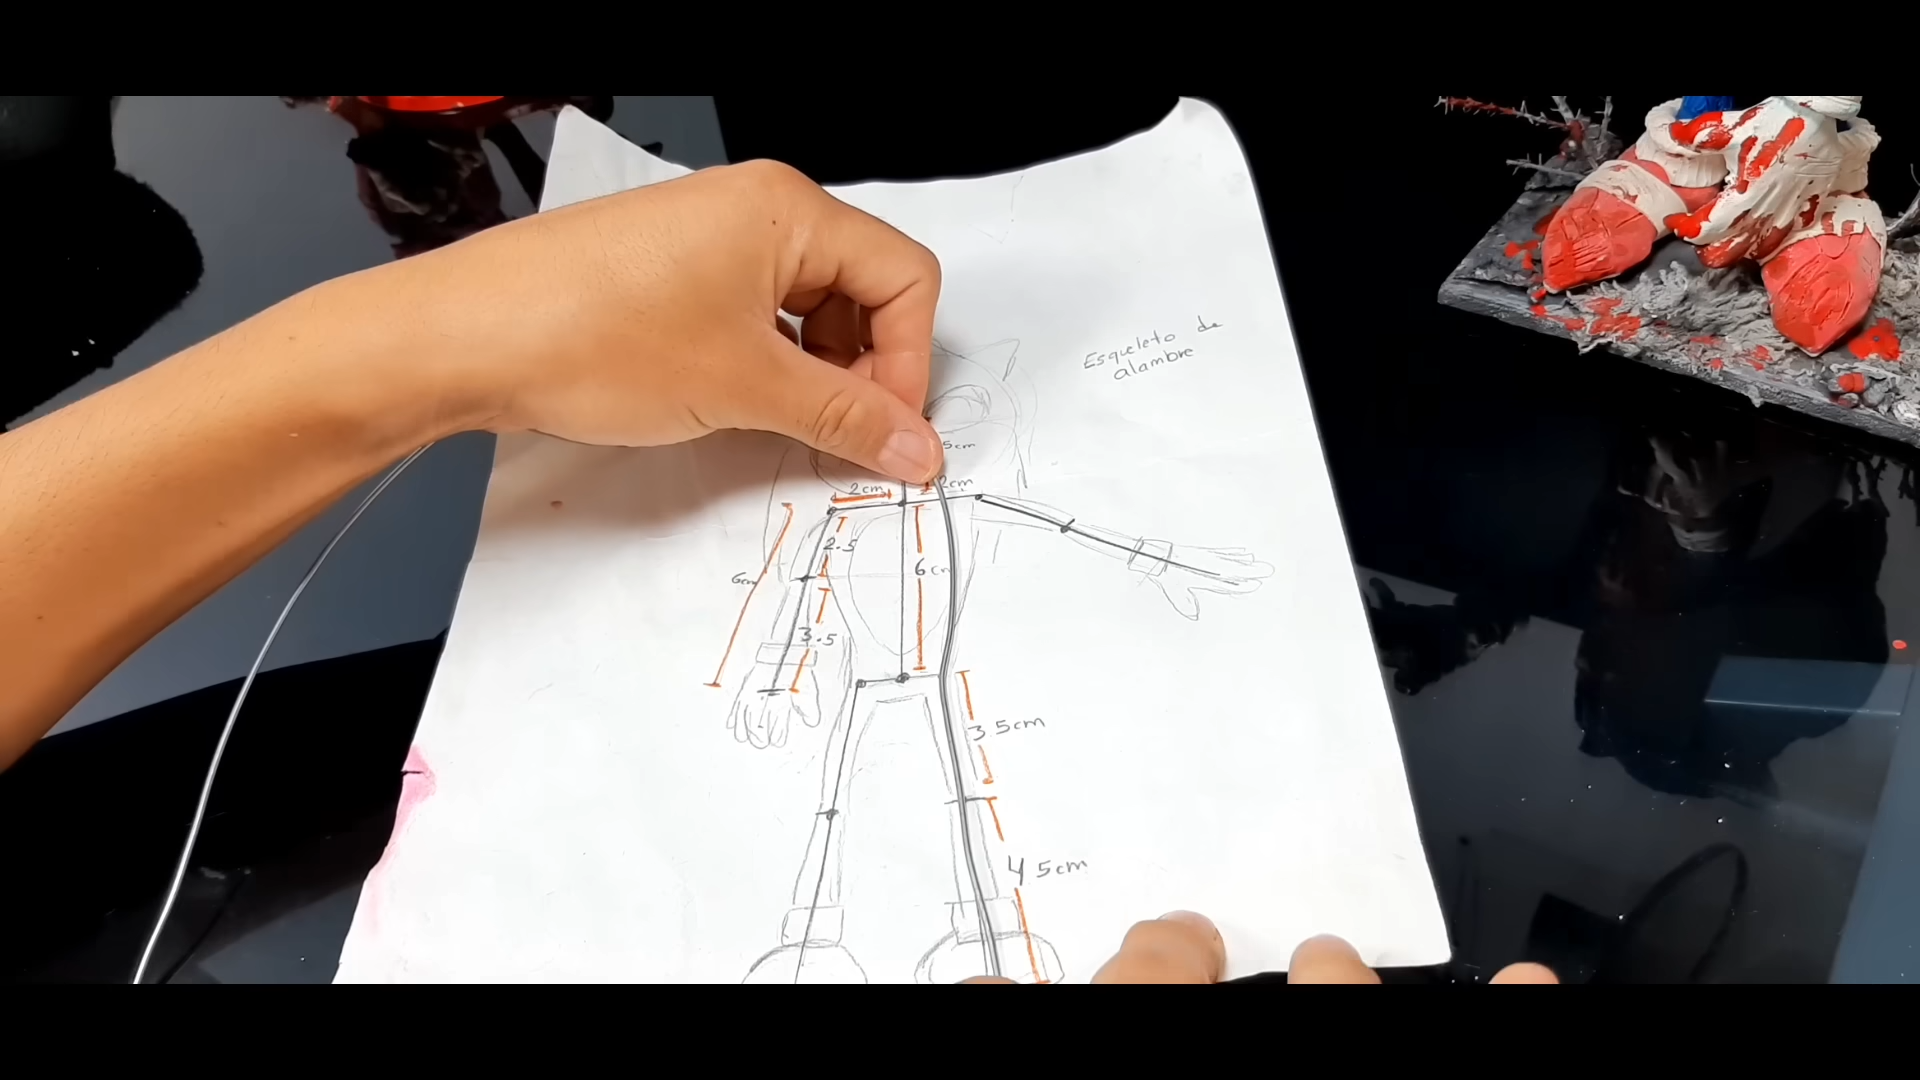 Esqueleto de
alambre
5cm
2cm
2cm
2.5
6cm
6cm
3.5
3 5cm
4 5cm